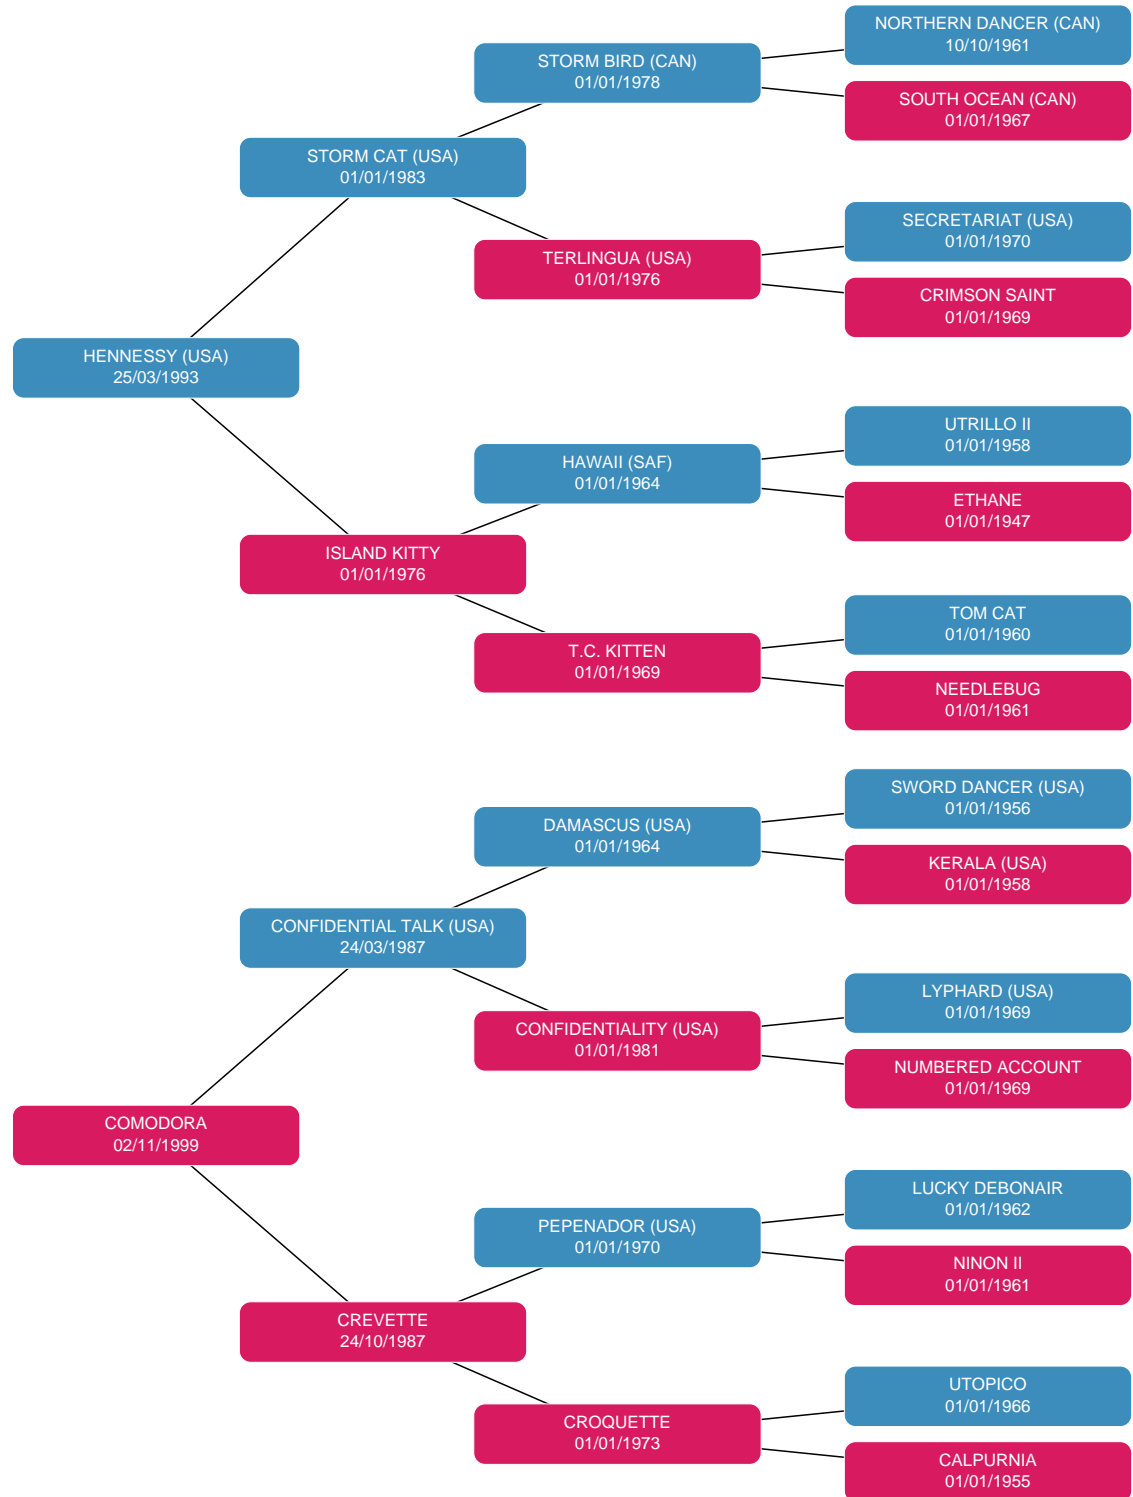 NORTHERN DANCER (CAN)
10/10/1961
STORM BIRD (CAN)
01/01/1978
SOUTH OCEAN (CAN)
01/01/1967
STORM CAT (USA)
01/01/1983
SECRETARIAT (USA)
01/01/1970
TERLINGUA (USA)
01/01/1976
CRIMSON SAINT
01/01/1969
HENNESSY (USA)
25/03/1993
UTRILLO II
01/01/1958
HAWAII (SAF)
01/01/1964
ETHANE
01/01/1947
ISLAND KITTY
01/01/1976
TOM CAT
01/01/1960
T.C. KITTEN
01/01/1969
NEEDLEBUG
01/01/1961
SWORD DANCER (USA)
01/01/1956
DAMASCUS (USA)
01/01/1964
KERALA (USA)
01/01/1958
CONFIDENTIAL TALK (USA)
24/03/1987
LYPHARD (USA)
01/01/1969
CONFIDENTIALITY (USA)
01/01/1981
NUMBERED ACCOUNT
01/01/1969
COMODORA
02/11/1999
LUCKY DEBONAIR
01/01/1962
PEPENADOR (USA)
01/01/1970
NINON II
01/01/1961
CREVETTE
24/10/1987
UTOPICO
01/01/1966
CROQUETTE
01/01/1973
CALPURNIA
01/01/1955